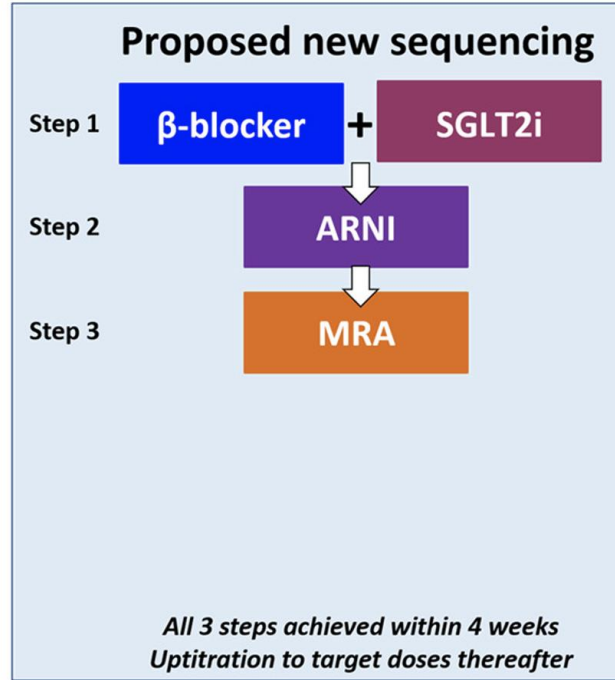 Proposed new sequencing
Step 1 β-blocker + SGLT2i
Step 2 ARNI
Step 3 MRA
All 3 steps achieved within 4 weeks
Uptitration to target doses thereafter